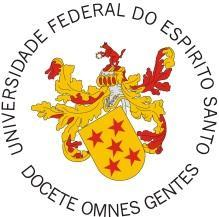 UNIVERSIDADE FEDERAL DO ESPIRITO SANTO
DOCETE OMNES GENTES